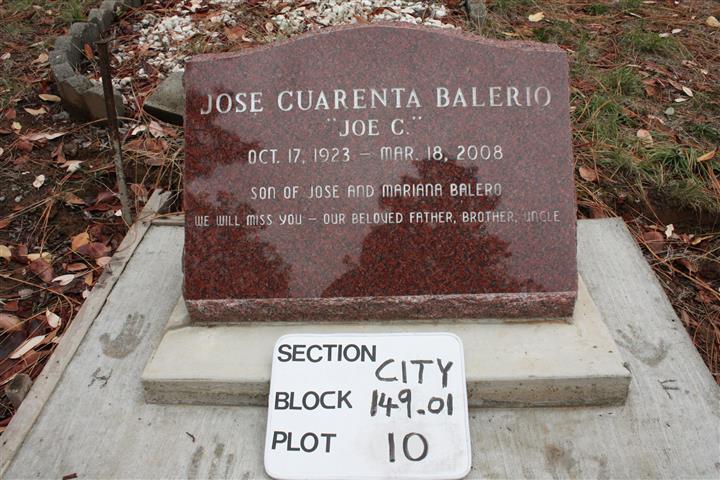 JOSE CUARENTA BALERIO
"JOE C."
OCT. 17, 1923 — MAR. 18, 2008
SON OF JOSE AND MARIANA BALERO
WE WILL MISS YOU — OUR BELOVED FATHER, BROTHER, UNCLE
SECTION CITY
BLOCK 149.01
PLOT 10